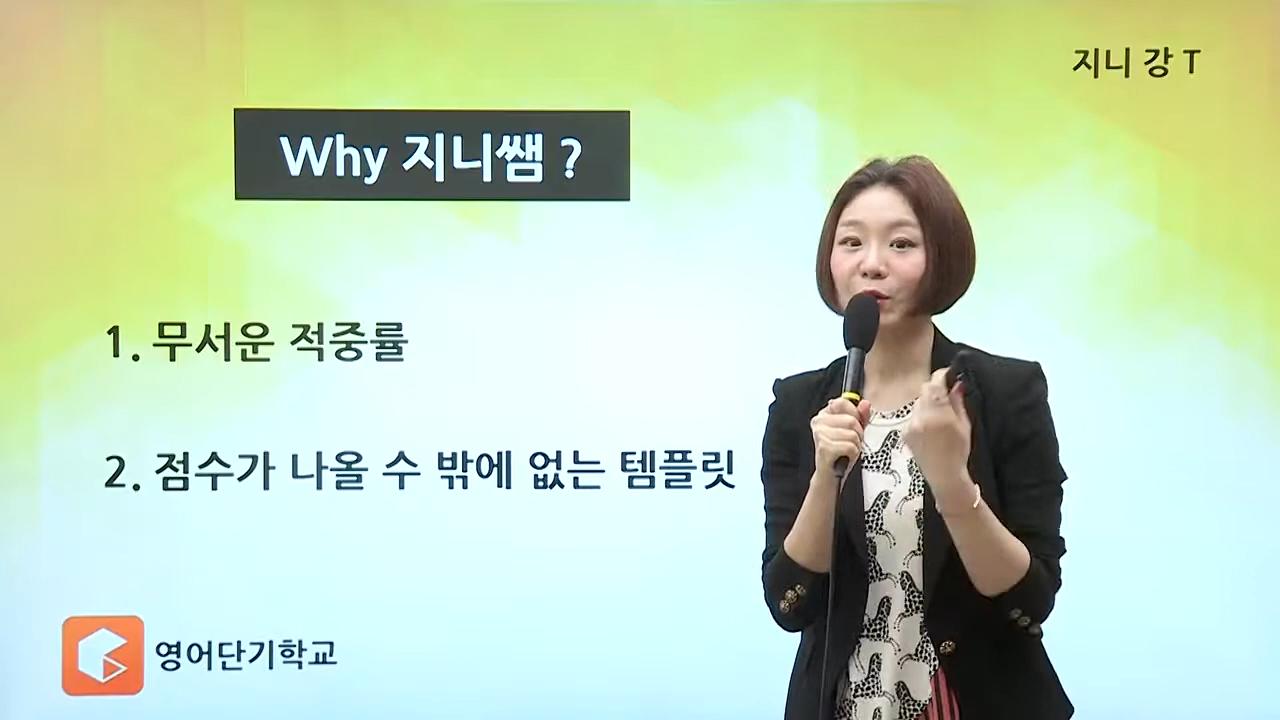 지니 강 T
Why 지니쌤 ?
1. 무서운 적중률
2. 점수가 나올 수 밖에 없는 템플릿
영어단기학교